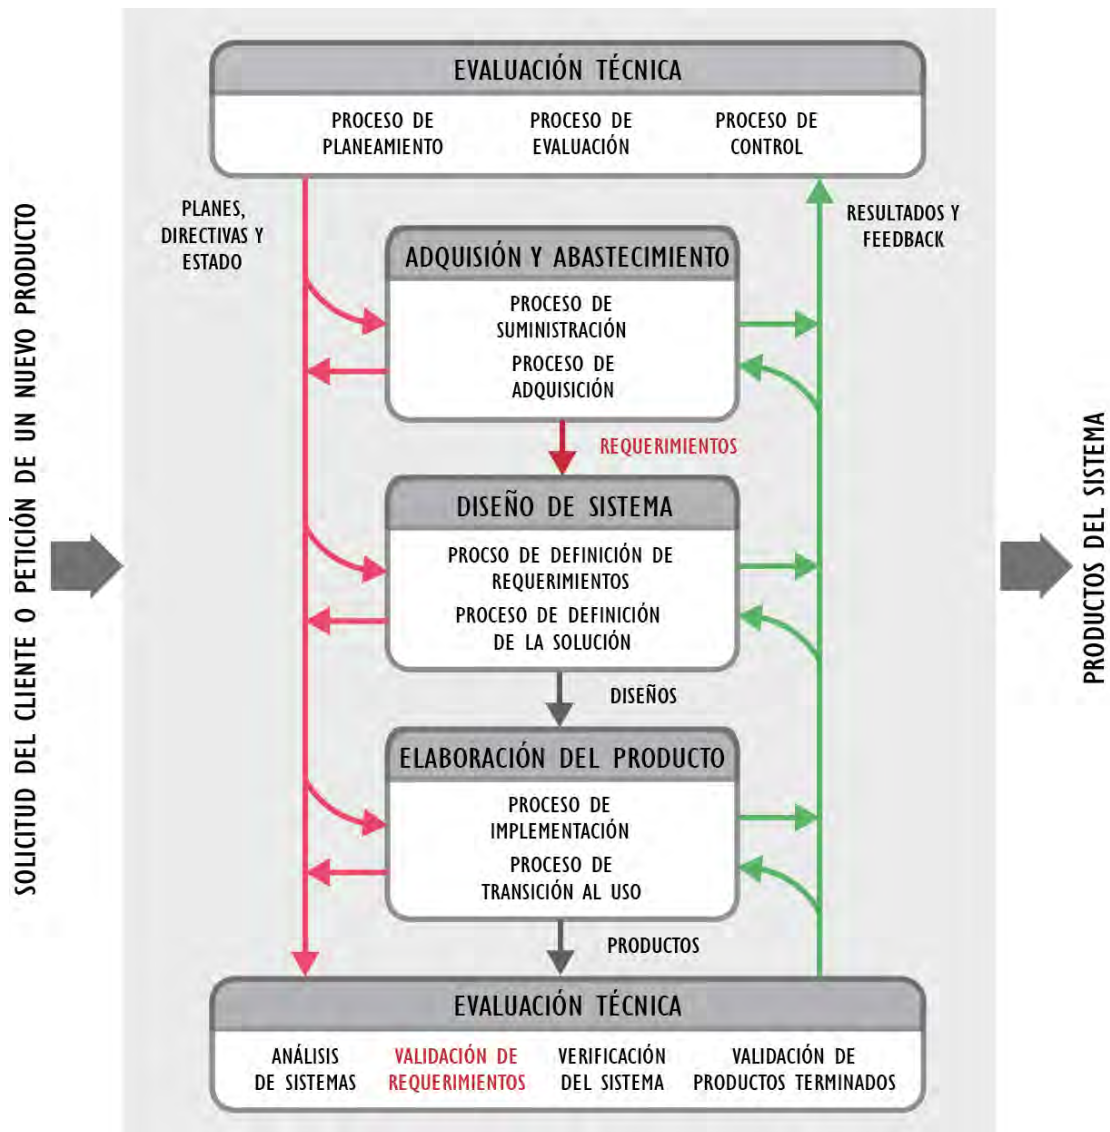 SOLICITUD DEL CLIENTE O PETICIÓN DE UN NUEVO PRODUCTO
EVALUACIÓN TÉCNICA
PROCESO DE
PLANEAMIENTO
PROCESO DE
EVALUACIÓN
PROCESO DE
CONTROL
PLANES,
DIRECTIVAS Y
ESTADO
RESULTADOS Y
FEEDBACK
ADQUISIÓN Y ABASTECIMIENTO
PROCESO DE
SUMINISTRACIÓN
PROCESO DE
ADQUISICIÓN
REQUERIMIENTOS
DISEÑO DE SISTEMA
PROCSO DE DEFINICIÓN DE
REQUERIMIENTOS
PROCESO DE DEFINICIÓN
DE LA SOLUCIÓN
DISEÑOS
ELABORACIÓN DEL PRODUCTO
PROCESO DE
IMPLEMENTACIÓN
PROCESO DE
TRANSICIÓN AL USO
PRODUCTOS
EVALUACIÓN TÉCNICA
ANÁLISIS
DE SISTEMAS
VALIDACIÓN DE
REQUERIMIENTOS
VERIFICACIÓN
DEL SISTEMA
VALIDACIÓN DE
PRODUCTOS TERMINADOS
PRODUCTOS DEL SISTEMA